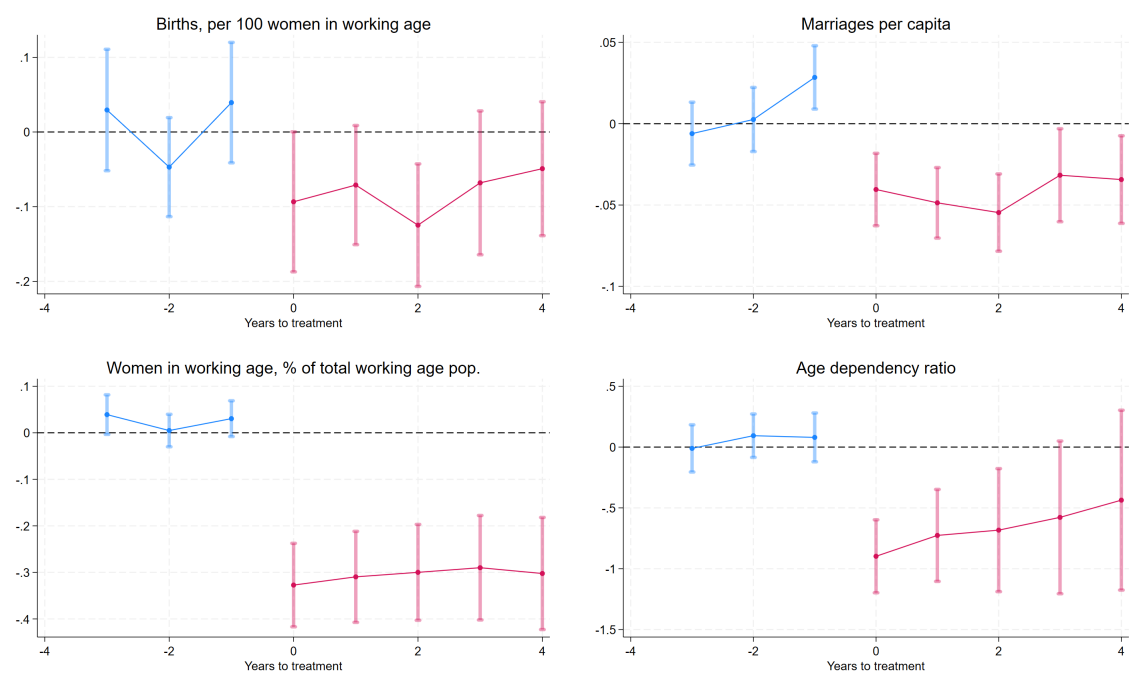 Births, per 100 women in working age
.1
0
-.1
-.2
-4 -2 0 2 4
Years to treatment
Marriages per capita
.05
0
-.05
-.1
-4 -2 0 2 4
Years to treatment
Women in working age, % of total working age pop.
.1
0
-.1
-.2
-.3
-.4
-4 -2 0 2 4
Years to treatment
Age dependency ratio
.5
0
-.5
-1
-1.5
-4 -2 0 2 4
Years to treatment